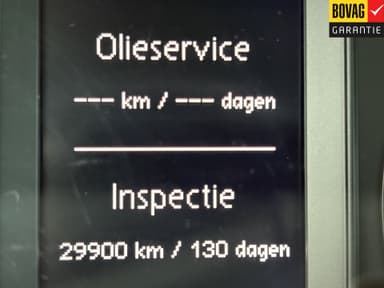 BOVAG
GARANTIE
Olieservice
--- km / --- dagen
Inspectie
29900 km / 130 dagen